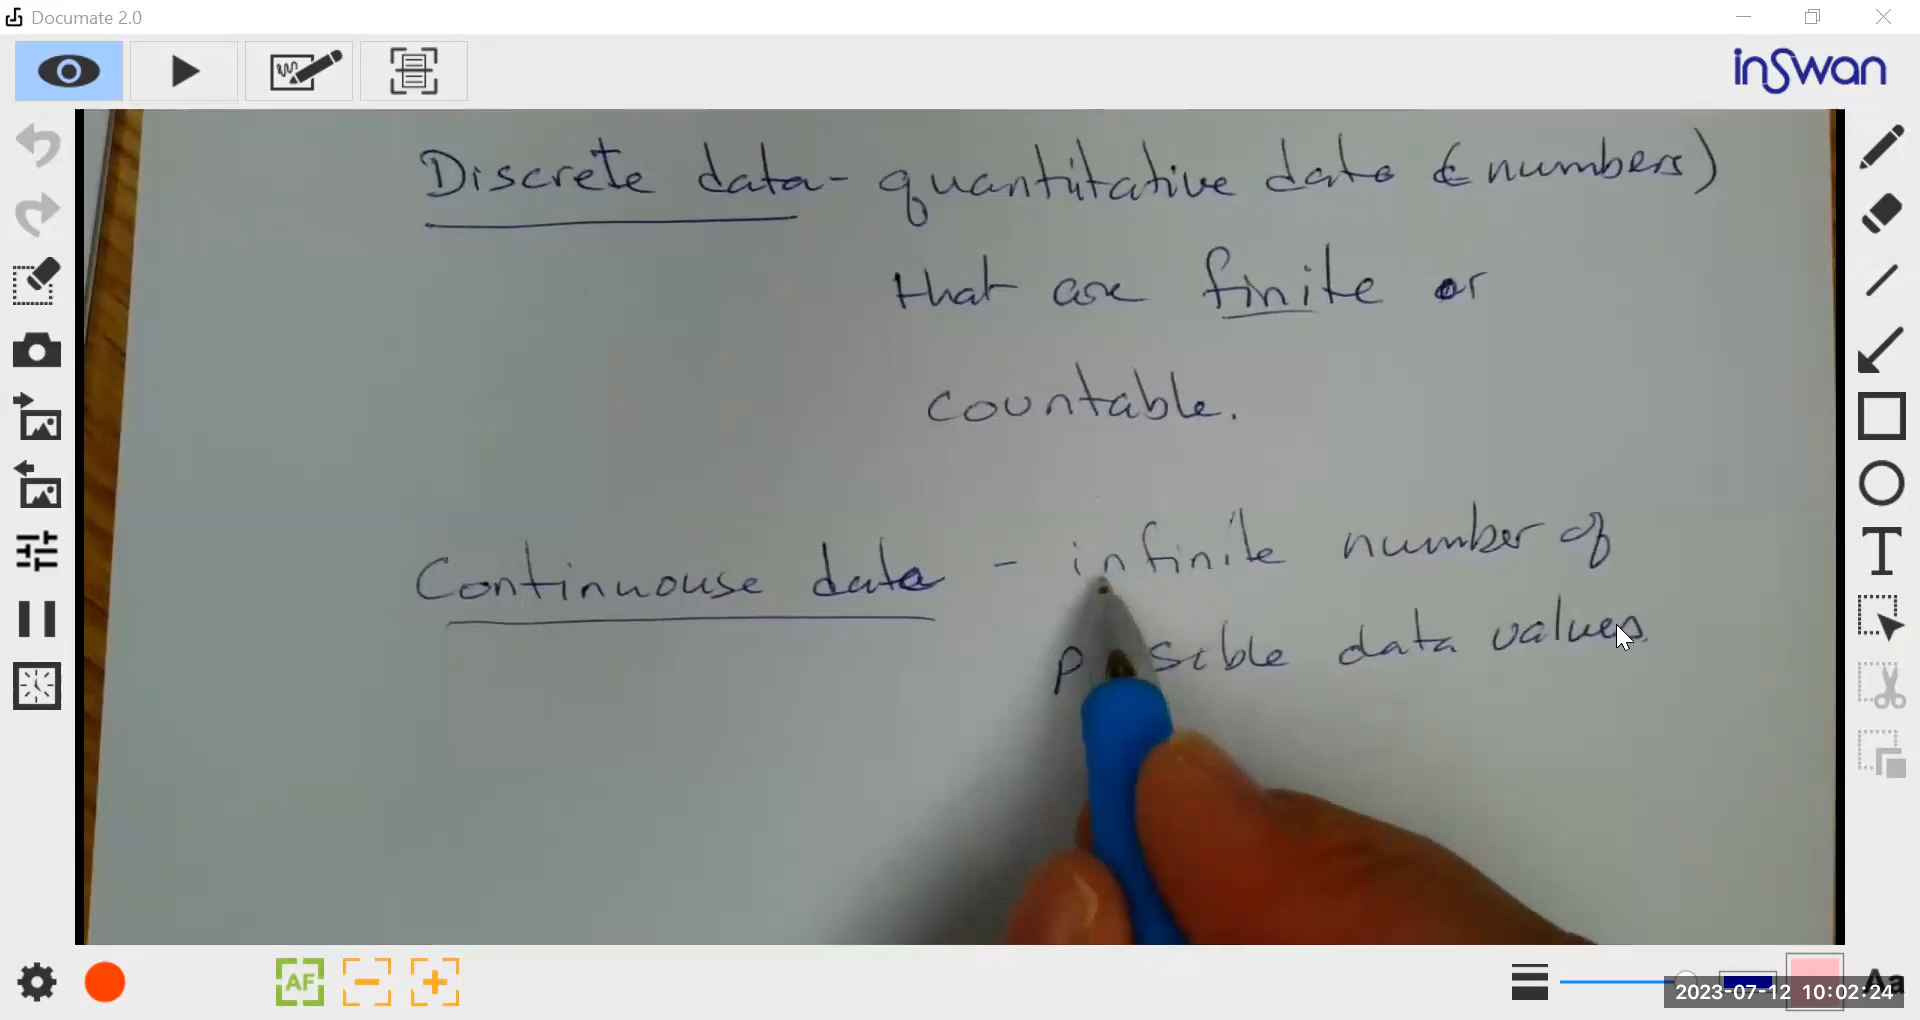 Documate 2.0
inSwan
Discrete data - quantitative data (numbers)
that are finite or
countable.
Continuouse data - infinite number of
data values.
AF
T
Aa
2023-07-12 10:02:24